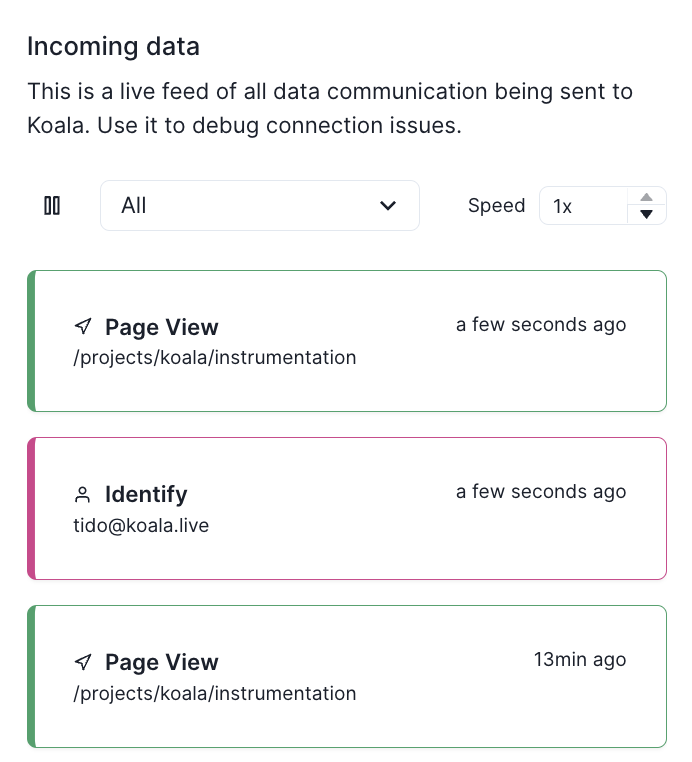 Incoming data
This is a live feed of all data communication being sent to
Koala. Use it to debug connection issues.
All
Speed
1x
Page View
a few seconds ago
/projects/koala/instrumentation
Identify
a few seconds ago
tido@koala.live
Page View
13min ago
/projects/koala/instrumentation